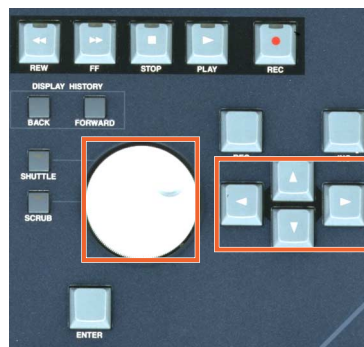 REW FF STOP PLAY REC
DISPLAY HISTORY
BACK FORWARD
SHUTTLE
SCRUB
ENTER